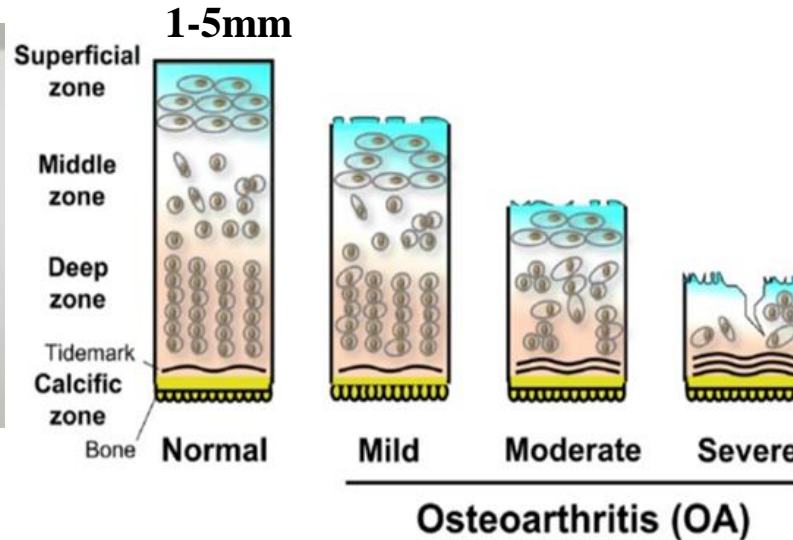 1-5mm
Superficial
zone
Middle
zone
Deep
zone
Tidemark
Calcific
zone
Bone
Normal
Mild
Moderate
Severe
Osteoarthritis (OA)